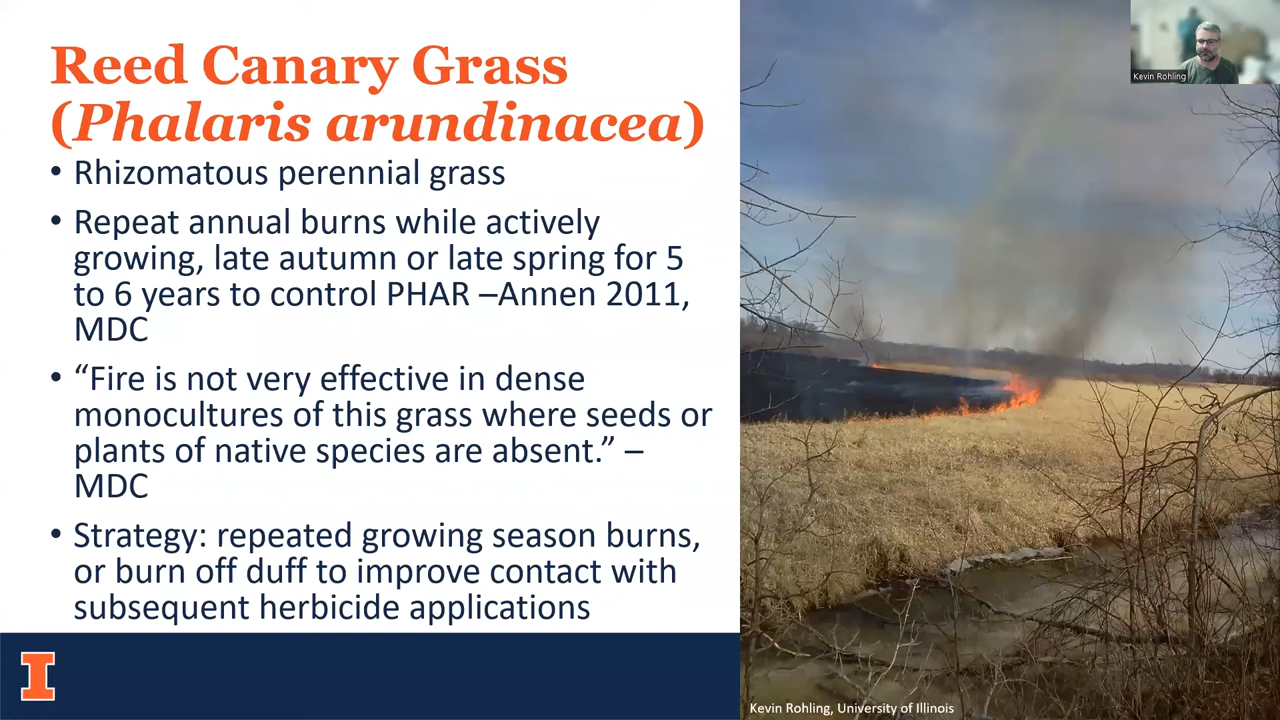 Reed Canary Grass
(Phalaris arundinacea)
• Rhizomatous perennial grass
• Repeat annual burns while actively
growing, late autumn or late spring for 5
to 6 years to control PHAR –Annen 2011,
MDC
• “Fire is not very effective in dense
monocultures of this grass where seeds or
plants of native species are absent.” –
MDC
• Strategy: repeated growing season burns,
or burn off duff to improve contact with
subsequent herbicide applications
I
Kevin Rohling
Kevin Rohling, University of Illinois